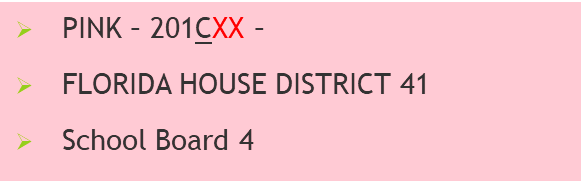 PINK – 201CXX –
FLORIDA HOUSE DISTRICT 41
School Board 4